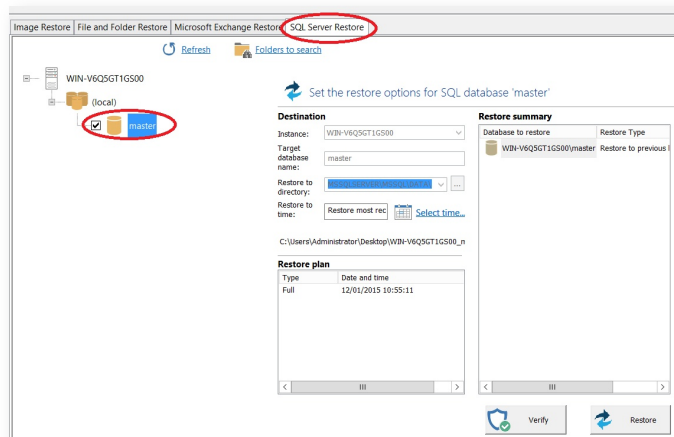 Image Restore File and Folder Restore Microsoft Exchange Restore SQL Server Restore
Refresh Folders to search
WIN-V6Q5GT1GS00
(local)
master
Set the restore options for SQL database 'master'
Destination
Instance: WIN-V6Q5GT1GS00
Target database name: master
Restore to directory: ...
Restore to time: Restore most rec Select time...
C:\Users\Administrator\Desktop\WIN-V6Q5GT1GS00_n
Restore plan
Type Date and time
Full 12/01/2015 10:55:11
Restore summary
Database to restore Restore Type
WIN-V6Q5GT1GS00\master Restore to previous l
Verify Restore